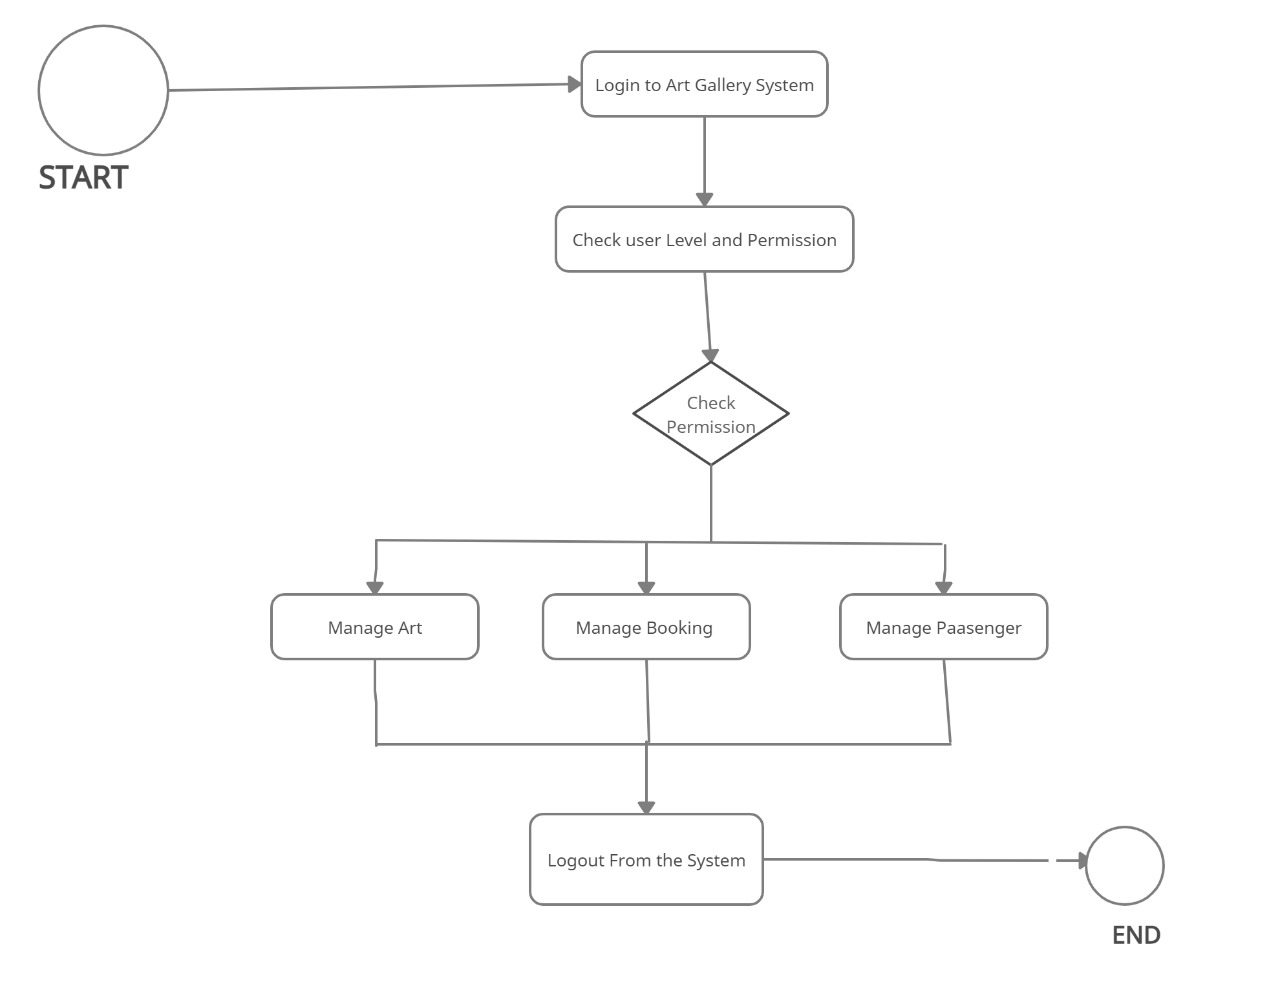 START
Login to Art Gallery System
Check user Level and Permission
Check
Permission
Manage Art
Manage Booking
Manage Paasenger
Logout From the System
END